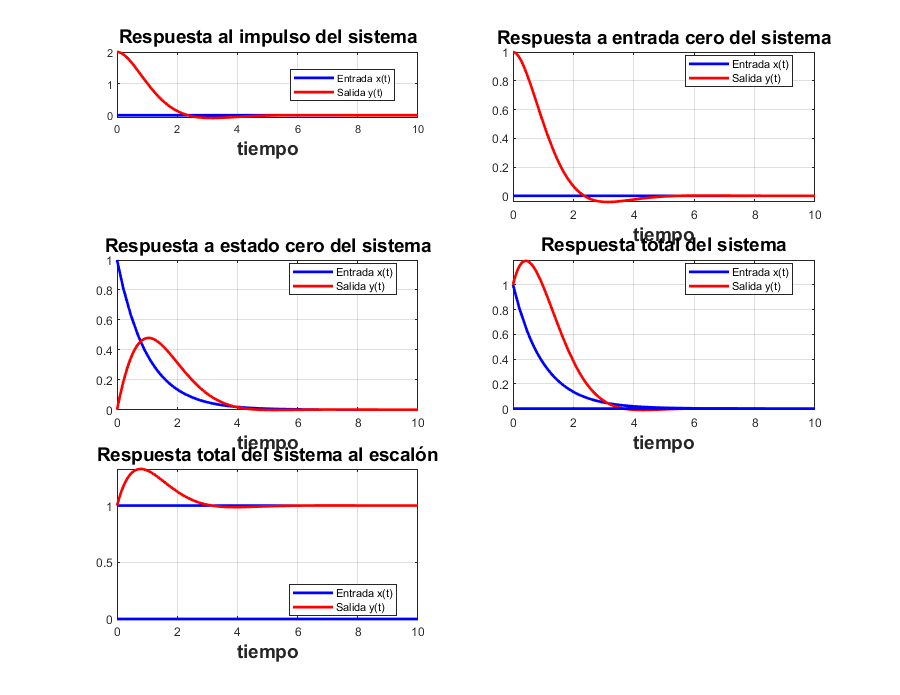 Respuesta al impulso del sistema
2
1
0
Entrada x(t)
Salida y(t)
0 2 4 6 8 10
tiempo
Respuesta a entrada cero del sistema
1
0.8
0.6
0.4
0.2
0
Entrada x(t)
Salida y(t)
0 2 4 6 8 10
tiempo
Respuesta a estado cero del sistema
1
0.8
0.6
0.4
0.2
0
Entrada x(t)
Salida y(t)
0 2 4 6 8 10
tiempo
Respuesta total del sistema
1
0.8
0.6
0.4
0.2
0
Entrada x(t)
Salida y(t)
0 2 4 6 8 10
tiempo
Respuesta total del sistema al escalón
1
0.5
0
Entrada x(t)
Salida y(t)
0 2 4 6 8 10
tiempo